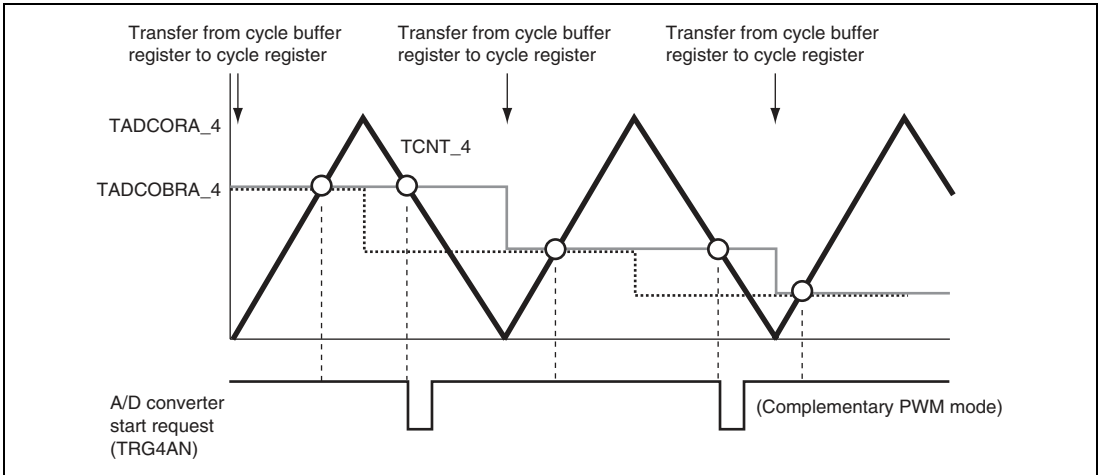 Transfer from cycle buffer
register to cycle register
Transfer from cycle buffer
register to cycle register
Transfer from cycle buffer
register to cycle register
TADCORA_4
TCNT_4
TADCOBRA_4
A/D converter
start request
(TRG4AN)
(Complementary PWM mode)